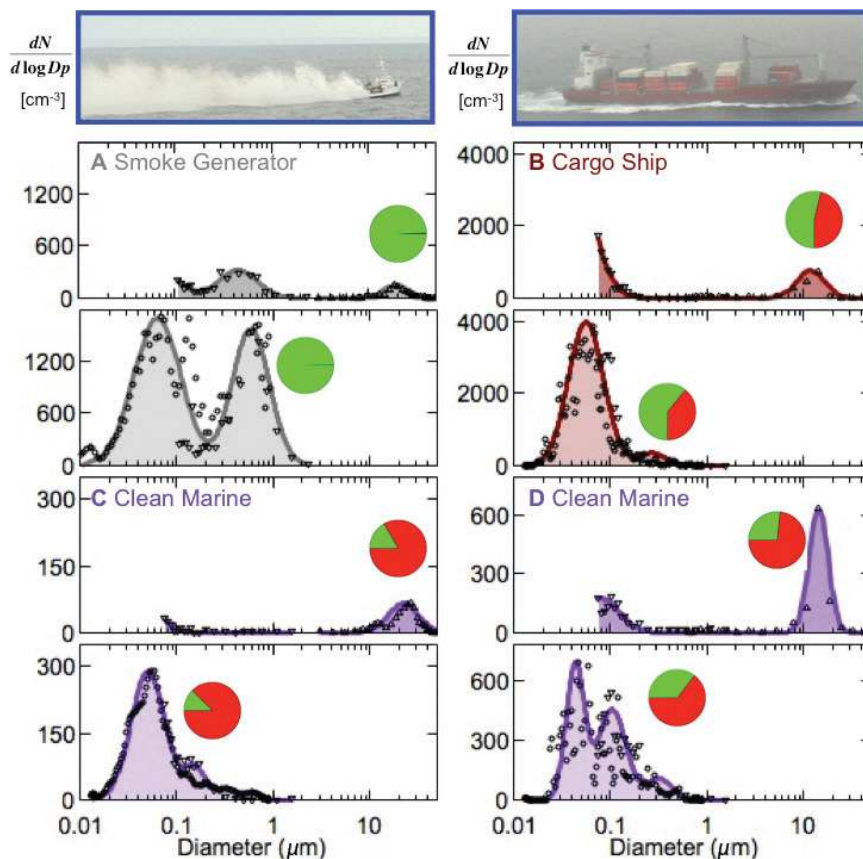 dN
d log Dp
[cm-3]
dN
d log Dp
[cm-3]
A Smoke Generator
1200
600
0
1200
600
0
C Clean Marine
300
150
0
300
150
0
0.01 0.1 1 10
Diameter (μm)
B Cargo Ship
4000
2000
0
4000
2000
0
D Clean Marine
600
300
0
600
300
0
0.01 0.1 1 10
Diameter (μm)